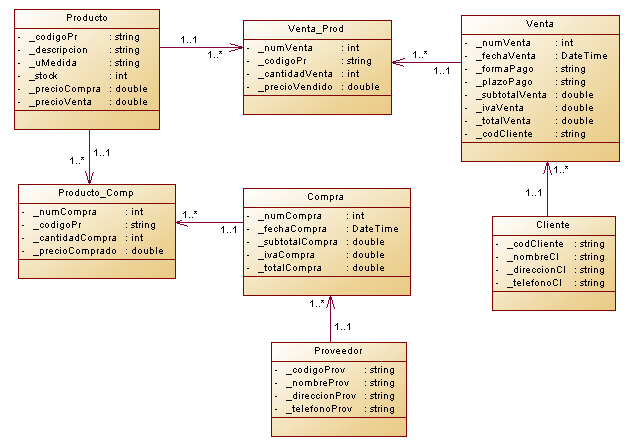 Producto
- _codigoPr : string
- _descripcion : string
- _uMedida : string
- _stock : int
- _precioCompra : double
- _precioVenta : double
1..1
1..*
Venta_Prod
- _numVenta : int
- _codigoPr : string
- _cantidadVenta : int
- _precioVendido : double
1..*
1..1
Venta
- _numVenta : int
- _fechaVenta : DateTime
- _formaPago : string
- _plazoPago : string
- _subtotalVenta : double
- _ivaVenta : double
- _totalVenta : double
- _codCliente : string
1..1
1..*
Producto_Comp
- _numCompra : int
- _codigoPr : string
- _cantidadCompra : int
- _precioComprado : double
1..*
1..1
Compra
- _numCompra : int
- _fechaCompra : DateTime
- _subtotalCompra : double
- _ivaCompra : double
- _totalCompra : double
1..*
1..1
Cliente
- _codCliente : string
- _nombreCl : string
- _direccionCl : string
- _telefonoCl : string
1..*
1..1
Proveedor
- _codigoProv : string
- _nombreProv : string
- _direccionProv : string
- _telefonoProv : string